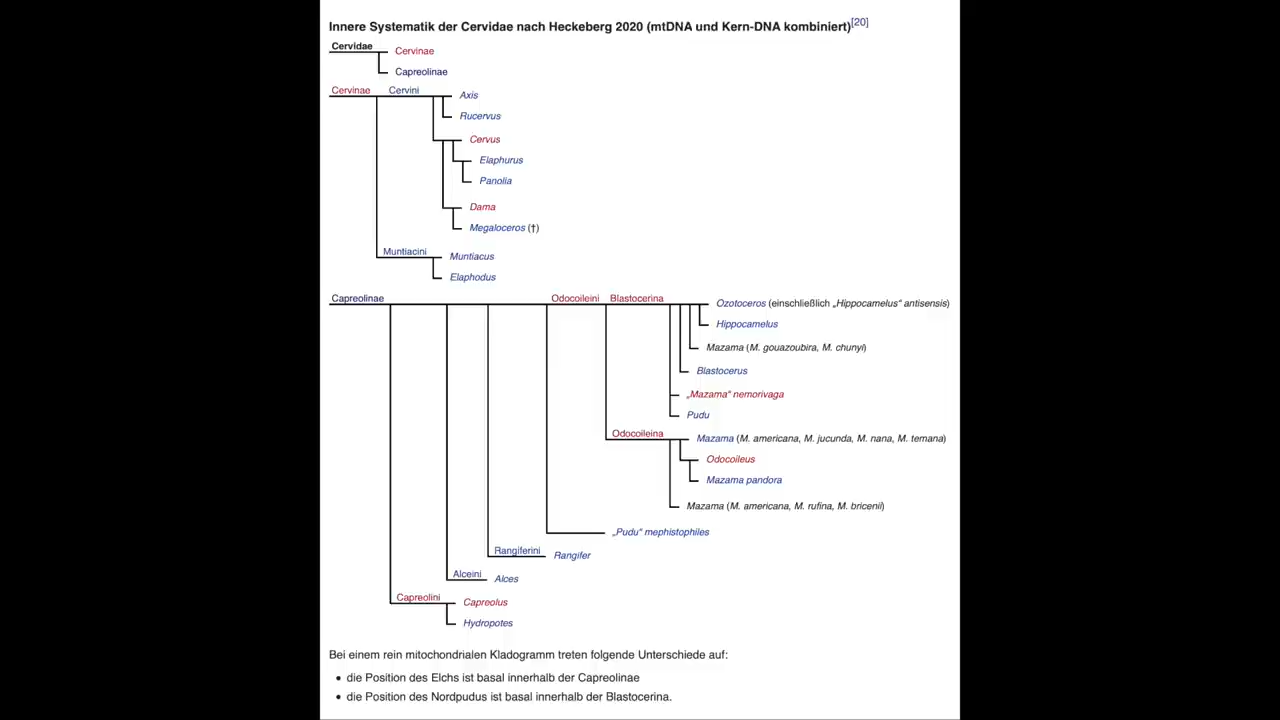 Innere Systematik der Cervidae nach Heckeberg 2020 (mtDNA und Kern-DNA kombiniert)[20]
Cervidae
Cervinae
Capreolinae
Cervinae Cervini Axis
Rucervus
Cervus
Elaphurus
Panolia
Dama
Megaloceros (†)
Muntiacini Muntiacus
Elaphodus
Capreolinae Odocoileini Blastocerina Ozotoceros (einschließlich „Hippocamelus“ antisensis)
Hippocamelus
Mazama (M. gouazoubira, M. chunyi)
Blastocerus
„Mazama“ nemorivaga
Pudu
Odocoileina Mazama (M. americana, M. jucunda, M. nana, M. temana)
Odocoileus
Mazama pandora
Mazama (M. americana, M. rufina, M. bricenii)
„Pudu“ mephistophiles
Rangiferini Rangifer
Alceini Alces
Capreolini Capreolus
Hydropotes
Bei einem rein mitochondrialen Kladogramm treten folgende Unterschiede auf:
• die Position des Elchs ist basal innerhalb der Capreolinae
• die Position des Nordpudus ist basal innerhalb der Blastocerina.